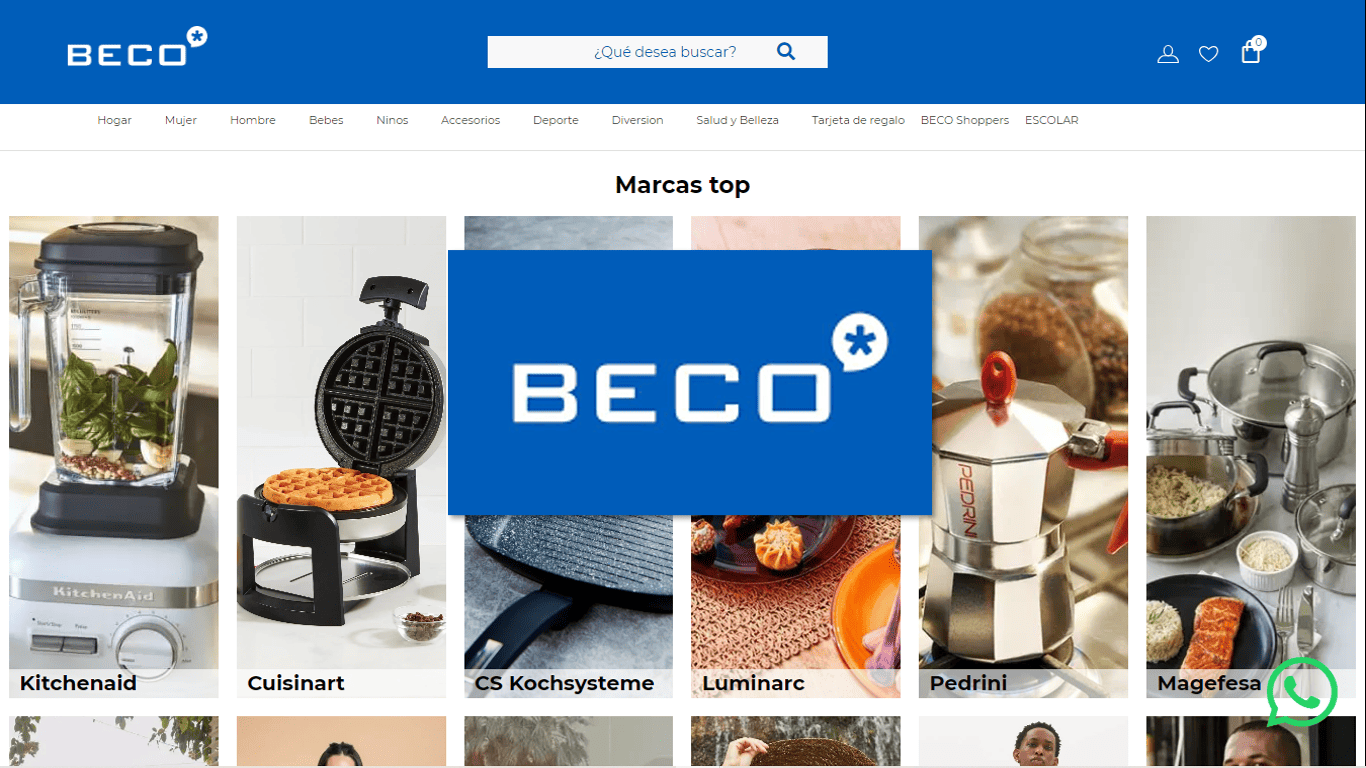 BECO*
¿Qué desea buscar?
0
Hogar Mujer Hombre Bebes Ninos Accesorios Deporte Diversion Salud y Belleza Tarjeta de regalo BECO Shoppers ESCOLAR
Marcas top
BECO*
PEDRINI
KitchenAid
Kitchenaid
Cuisinart
CS Kochsysteme
Luminarc
Pedrini
Magefesa